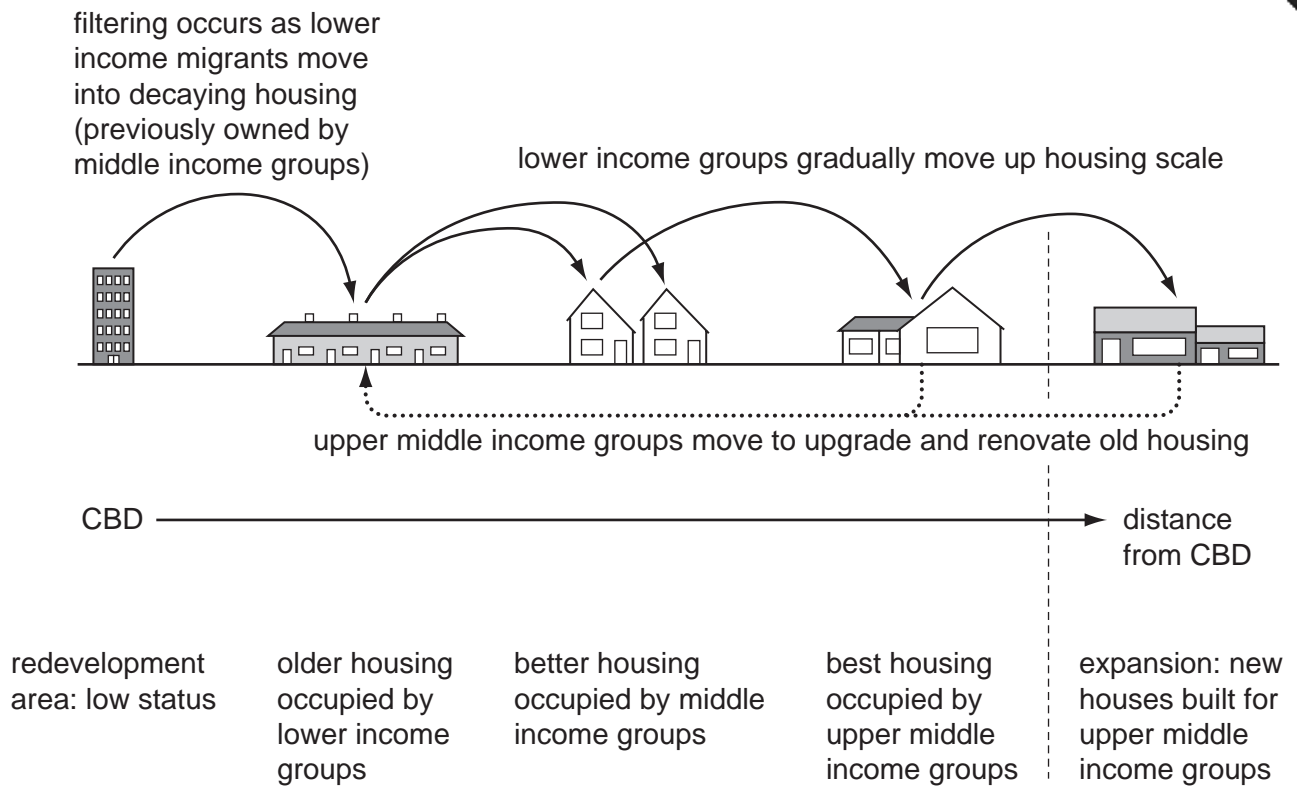 filtering occurs as lower
income migrants move
into decaying housing
(previously owned by
middle income groups)
lower income groups gradually move up housing scale
upper middle income groups move to upgrade and renovate old housing
CBD
distance
from CBD
redevelopment
area: low status
older housing
occupied by
lower income
groups
better housing
occupied by middle
income groups
best housing
occupied by
upper middle
income groups
expansion: new
houses built for
upper middle
income groups